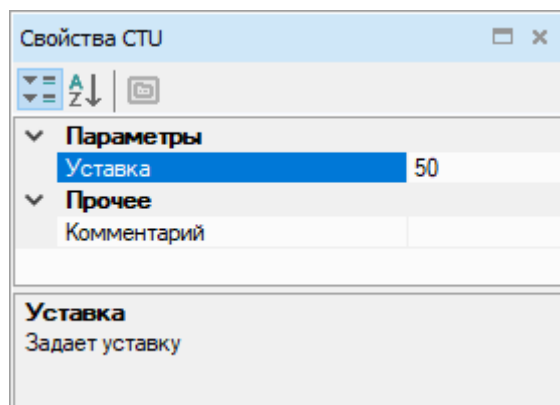 Свойства CTU
Параметры
Уставка 50
Прочее
Комментарий
Уставка
Задает уставку